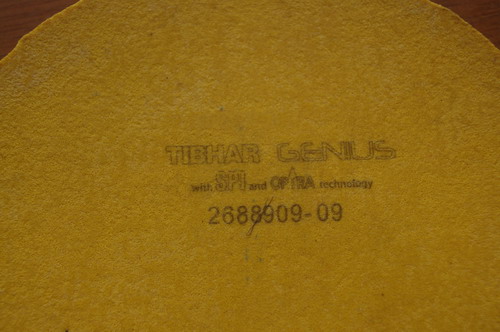 TIBHAR GENIUS
with SPI and OPTRA technology
2688909-09